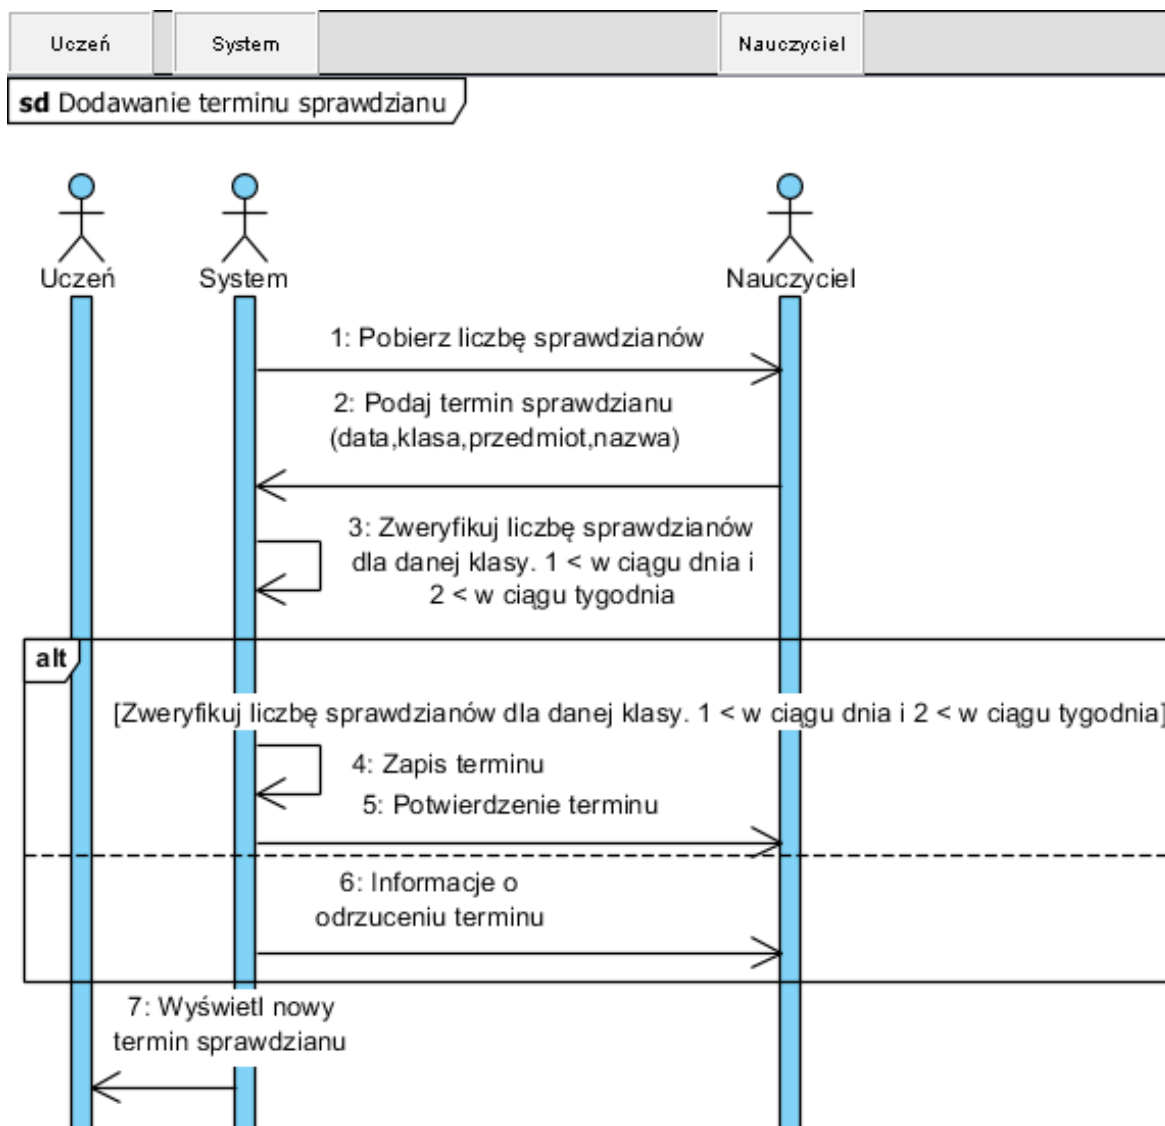 Uczeń
System
Nauczyciel
sd Dodawanie terminu sprawdzianu
Uczeń
System
Nauczyciel
1: Pobierz liczbę sprawdzianów
2: Podaj termin sprawdzianu
(data,klasa,przedmiot,nazwa)
3: Zweryfikuj liczbę sprawdzianów
dla danej klasy. 1 < w ciągu dnia i
2 < w ciągu tygodnia
alt
[Zweryfikuj liczbę sprawdzianów dla danej klasy. 1 < w ciągu dnia i 2 < w ciągu tygodnia]
4: Zapis terminu
5: Potwierdzenie terminu
6: Informacje o
odrzuceniu terminu
7: Wyświetl nowy
termin sprawdzianu